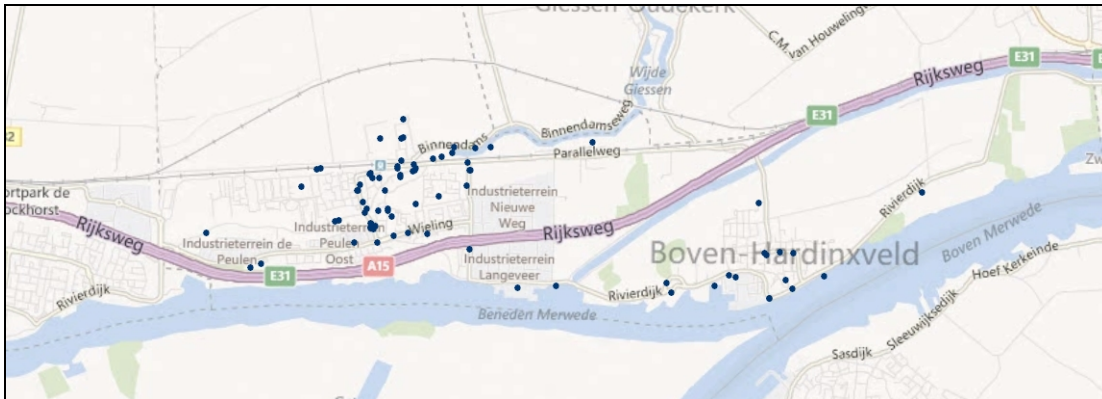 Giessen-Oudekerk
C.M. van Houwelinge
Rijksweg
E31
Wijde
Giessen
E31
Binnendamseweg
Binnendams
Parallelweg
ortpark de
ockhorst
Rijksweg
Industrieterrein
Nieuwe
Weg
Rivierdijk
Wieling
Industrieterrein
Peulen
Oost
Rijksweg
Industrieterrein de
Peulen
E31
A15
Industrieterrein
Langeveer
Boven-Hardinxveld
Boven Merwede
Hoef Kerkeinde
Rivierdijk
Rivierdijk
Beneden Merwede
Sleeuwijksedijk
Sasdijk